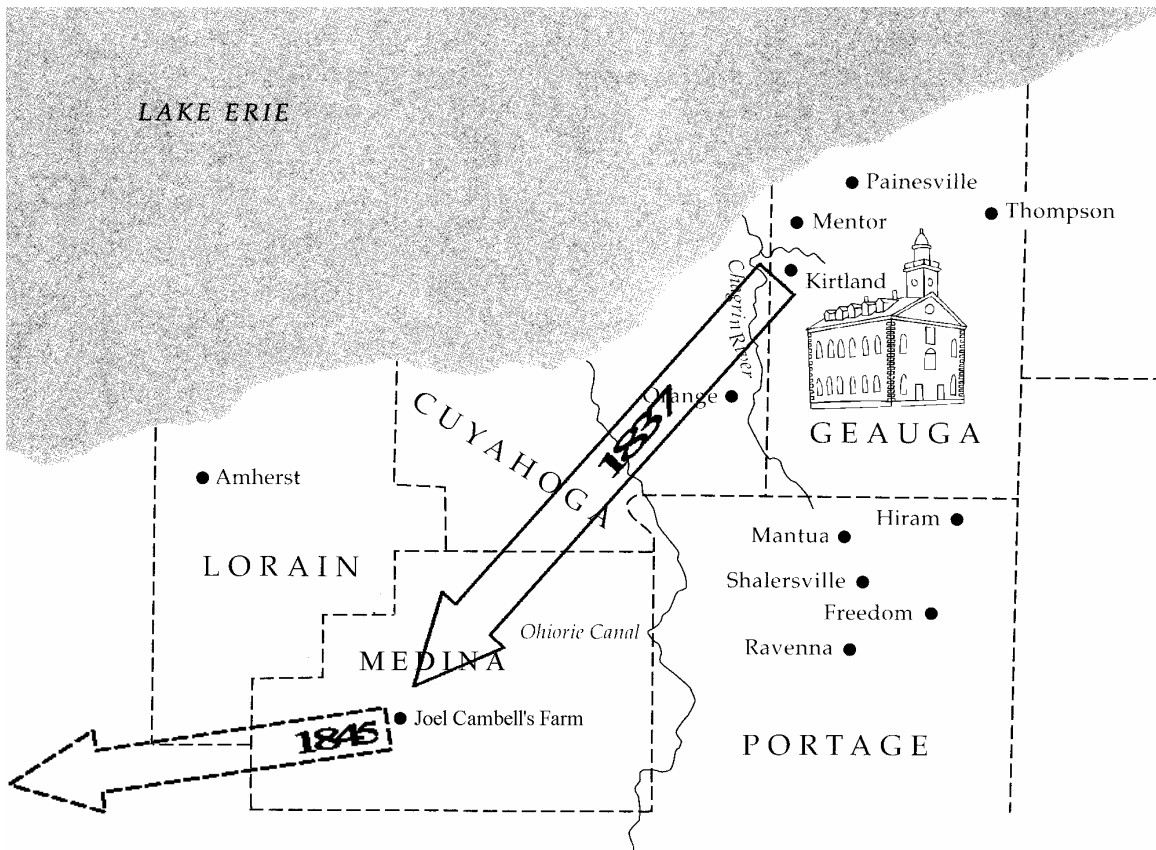 LAKE ERIE
Painesville
Thompson
Mentor
Kirtland
Chagrin River
Orange
1837
CUYAHOGA
GEAUGA
Amherst
Hiram
Mantua
LORAIN
Shalersville
Freedom
Ohiorie Canal
Ravenna
MEDINA
Joel Cambell's Farm
1845
PORTAGE